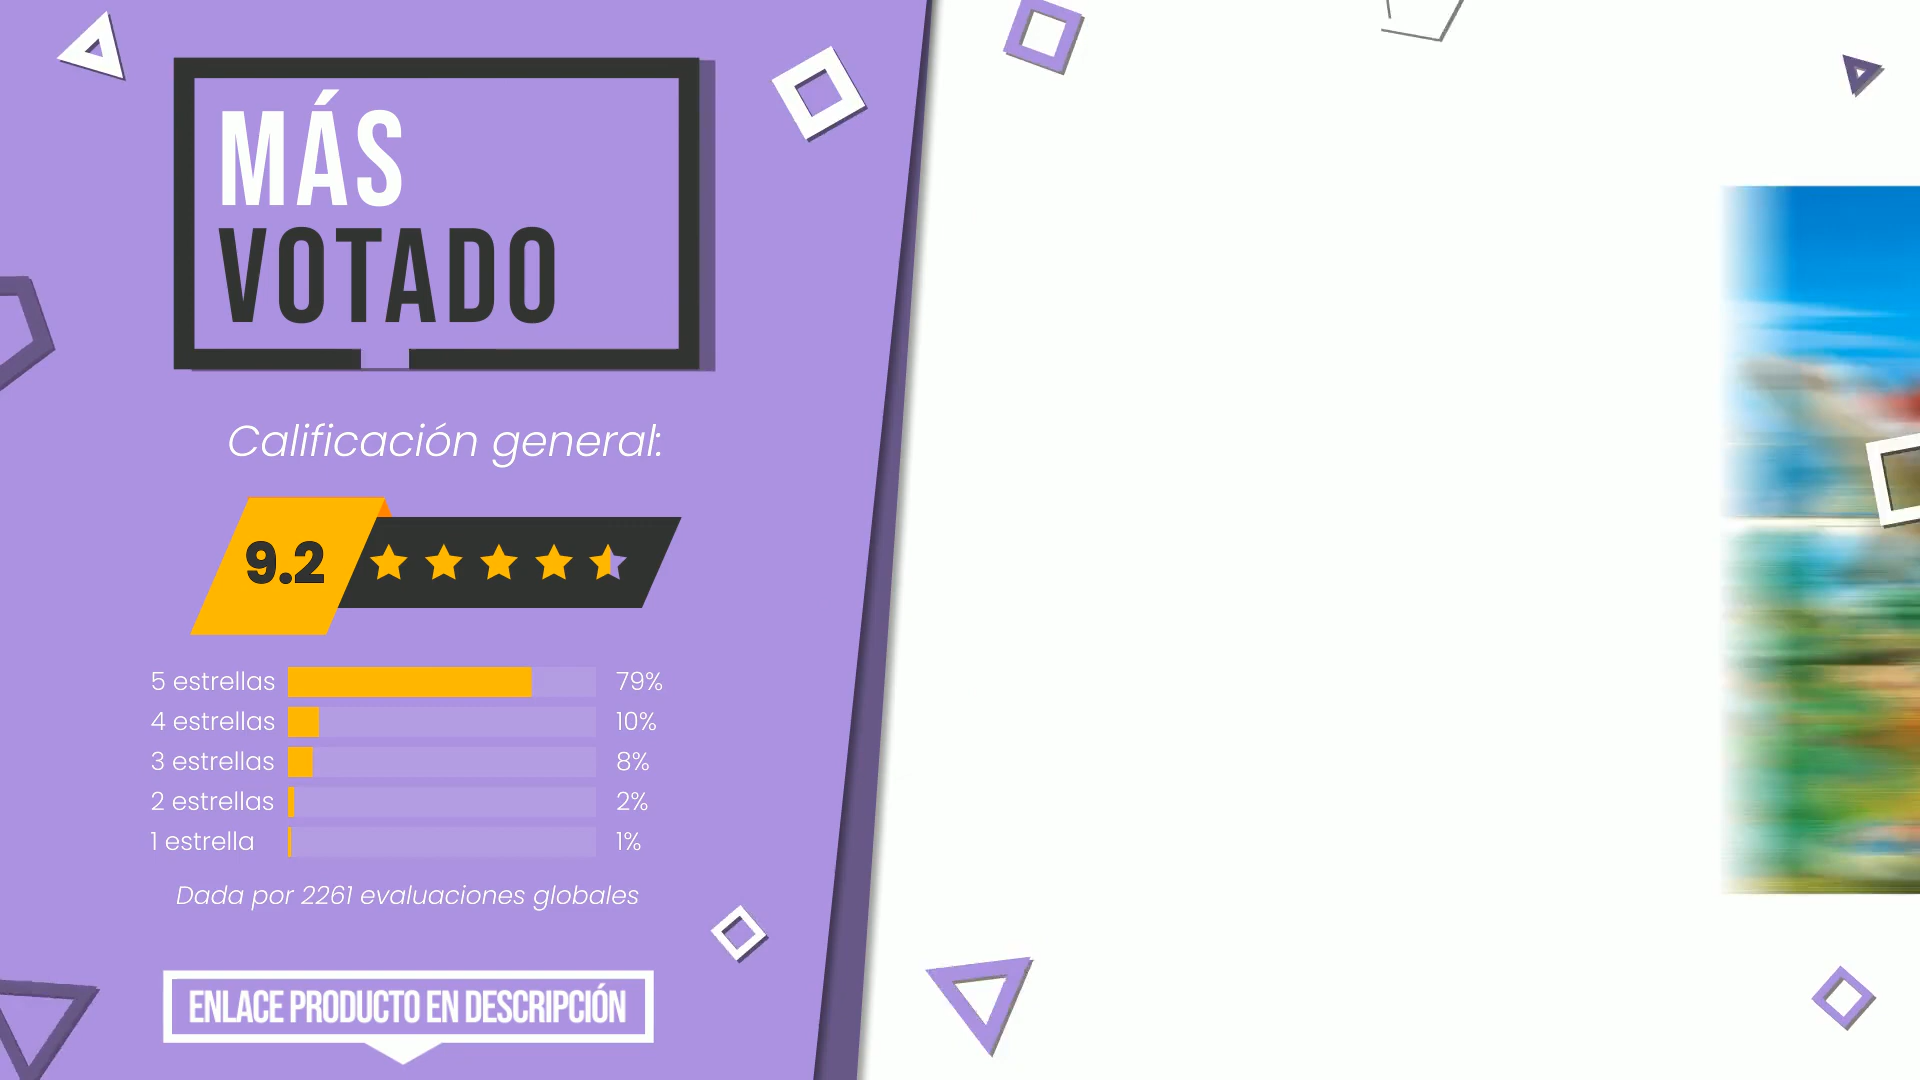 MÁS
VOTADO
Calificación general:
9.2
5 estrellas 79%
4 estrellas 10%
3 estrellas 8%
2 estrellas 2%
1 estrella 1%
Dada por 2261 evaluaciones globales
ENLACE PRODUCTO EN DESCRIPCIÓN